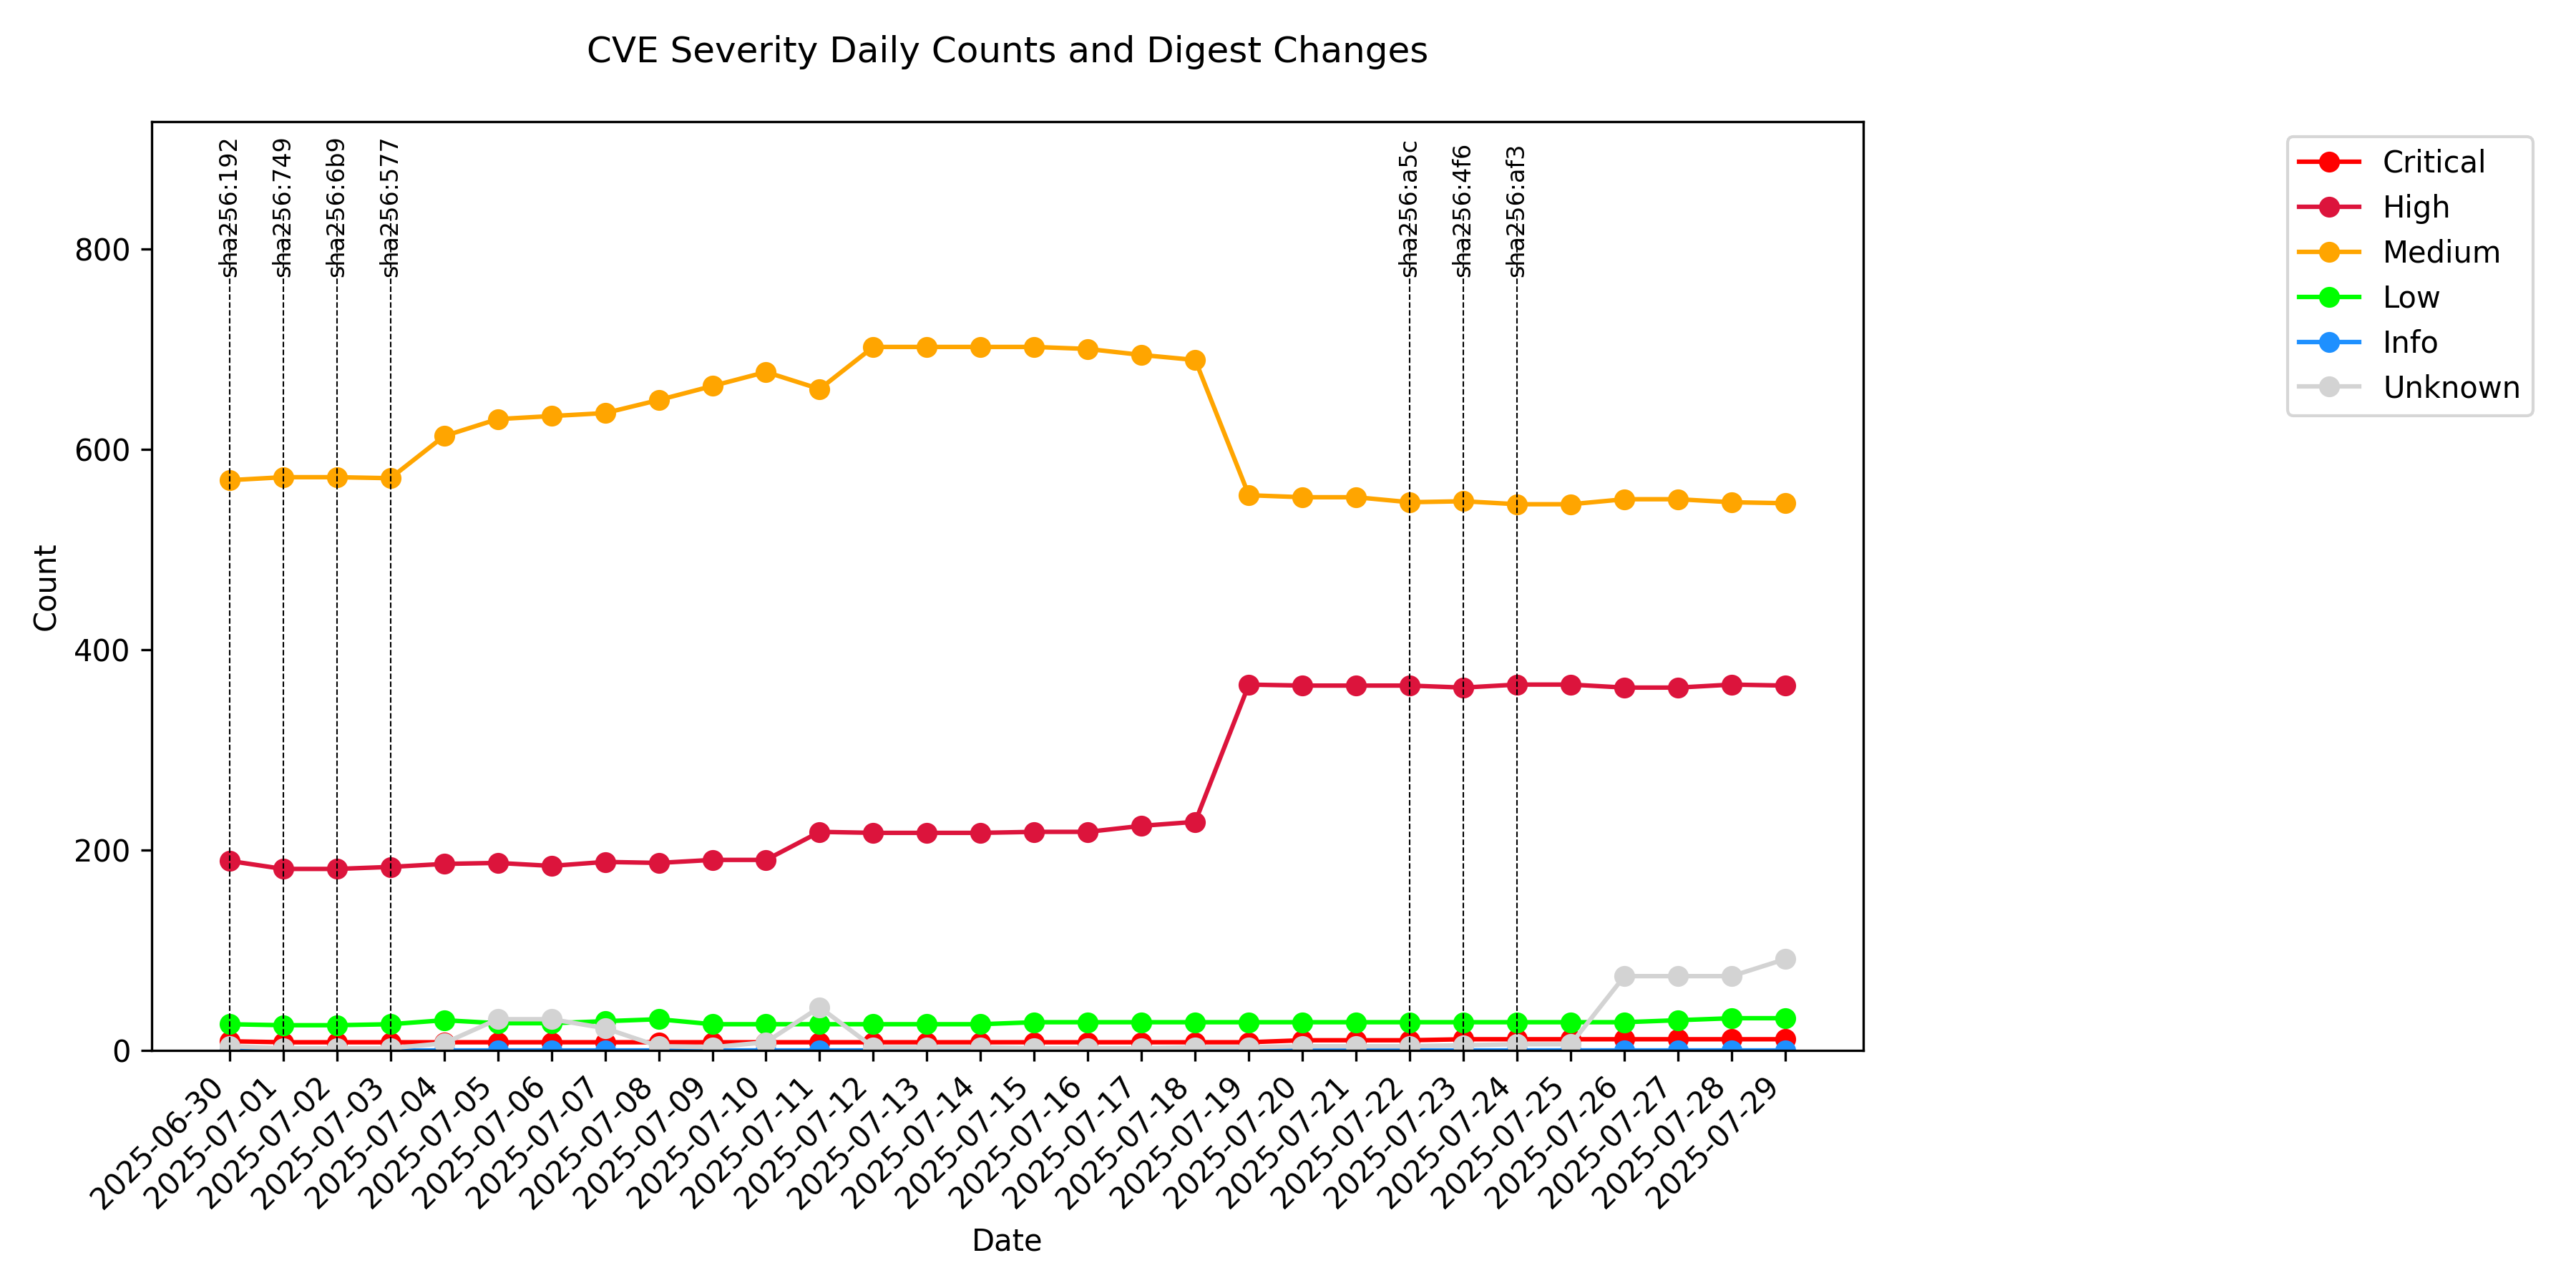 CVE Severity Daily Counts and Digest Changes
sha256:192
sha256:749
sha256:6b9
sha256:577
sha256:a5c
sha256:4f6
sha256:af3
Critical
High
Medium
Low
Info
Unknown
Count
800
600
400
200
0
2025-06-30
2025-07-01
2025-07-02
2025-07-03
2025-07-04
2025-07-05
2025-07-06
2025-07-07
2025-07-08
2025-07-09
2025-07-10
2025-07-11
2025-07-12
2025-07-13
2025-07-14
2025-07-15
2025-07-16
2025-07-17
2025-07-18
2025-07-19
2025-07-20
2025-07-21
2025-07-22
2025-07-23
2025-07-24
2025-07-25
2025-07-26
2025-07-27
2025-07-28
2025-07-29
Date